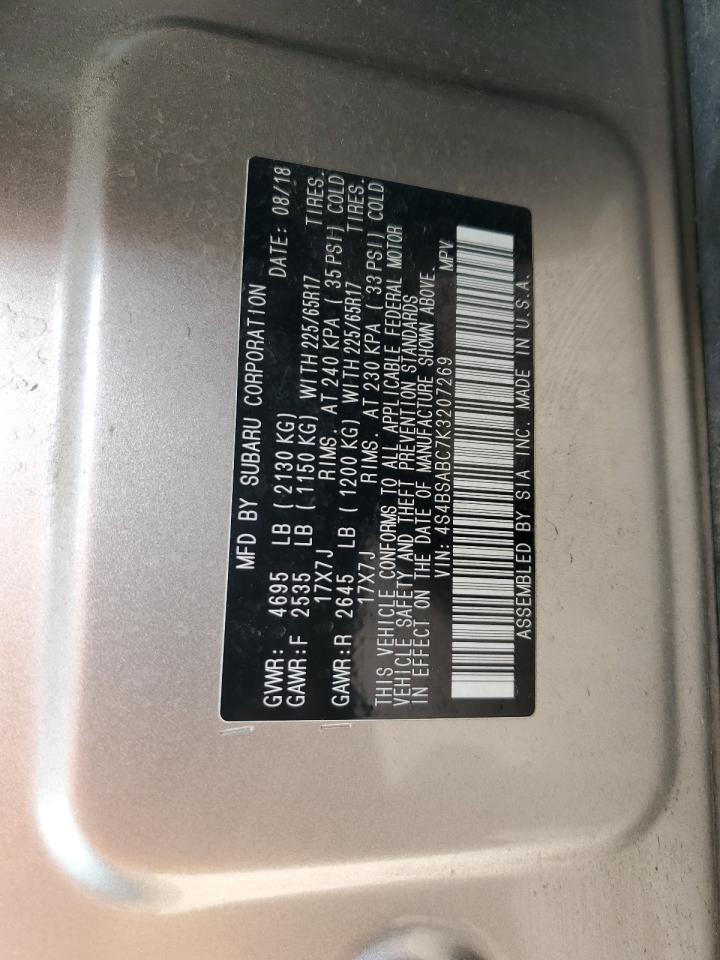 MFD BY SUBARU CORPORATION DATE: 08/18
GVWR: 4695 LB ( 2130 KG)
GAWR:F 2535 LB ( 1150 KG) WITH 225/65R17 TIRES.
17X7J RIMS. AT 240 KPA ( 35 PSI) COLD
GAWR:R 2645 LB ( 1200 KG) WITH 225/65R17 TIRES.
17X7J RIMS. AT 230 KPA ( 33 PSI) COLD
THIS VEHICLE CONFORMS TO ALL APPLICABLE FEDERAL MOTOR
VEHICLE SAFETY AND THEFT PREVENTION STANDARDS
IN EFFECT ON THE DATE OF MANUFACTURE SHOWN ABOVE.
VIN: 4S4BSABC7K3207269 MPV
ASSEMBLED BY SIA INC. MADE IN U.S.A.